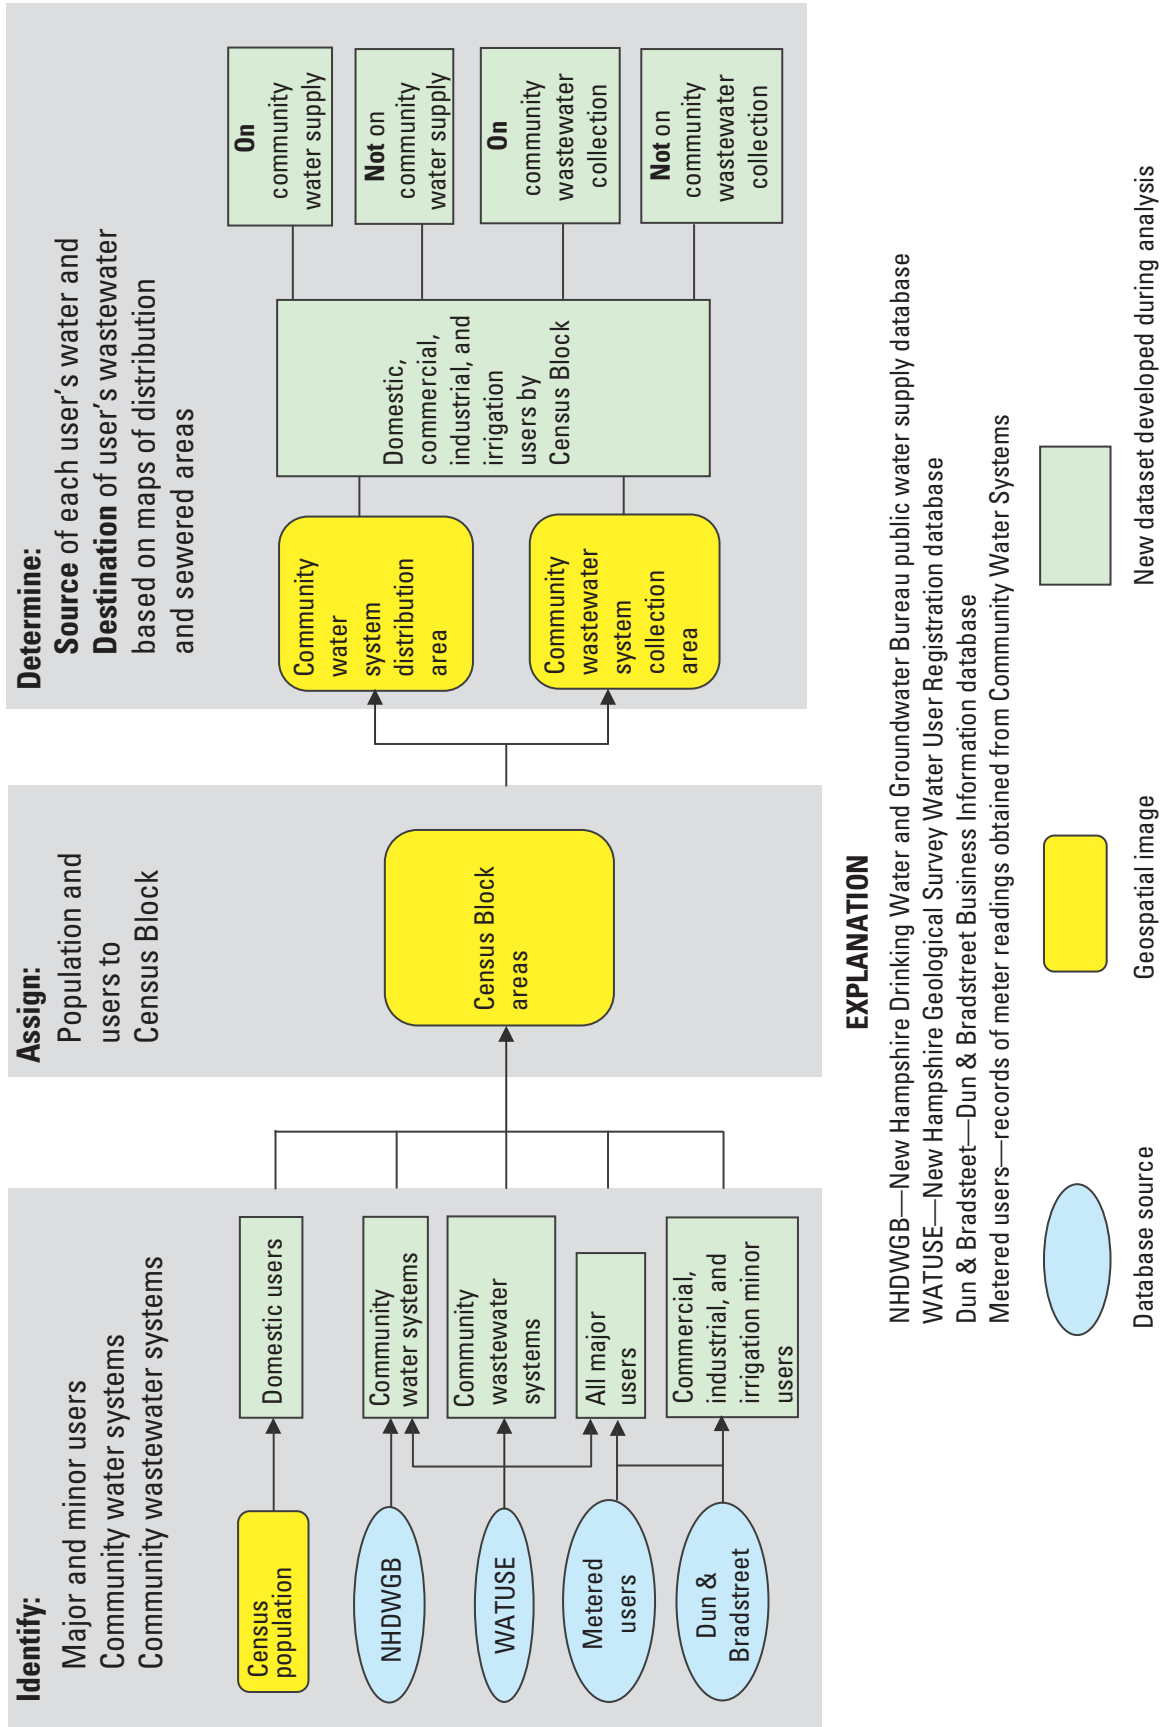 Identify:
Major and minor users
Community water systems
Community wastewater systems
Census
population
NHDWGB
WATUSE
Metered
users
Dun &
Bradstreet
Domestic users
Community
water systems
Community
wastewater
systems
All major
users
Commercial,
industrial, and
irrigation minor
users
Assign:
Population and
users to
Census Block
Census Block
areas
Determine:
Source of each user's water and
Destination of user's wastewater
based on maps of distribution
and sewered areas
Community
water
system
distribution
area
Community
wastewater
system
collection
area
Domestic,
commercial,
industrial, and
irrigation
users by
Census Block
On
community
water supply
Not on
community
water supply
On
community
wastewater
collection
Not on
community
wastewater
collection
EXPLANATION
NHDWGB—New Hampshire Drinking Water and Groundwater Bureau public water supply database
WATUSE—New Hampshire Geological Survey Water User Registration database
Dun & Bradsteet—Dun & Bradstreet Business Information database
Metered users—records of meter readings obtained from Community Water Systems
Database source
Geospatial image
New dataset developed during analysis